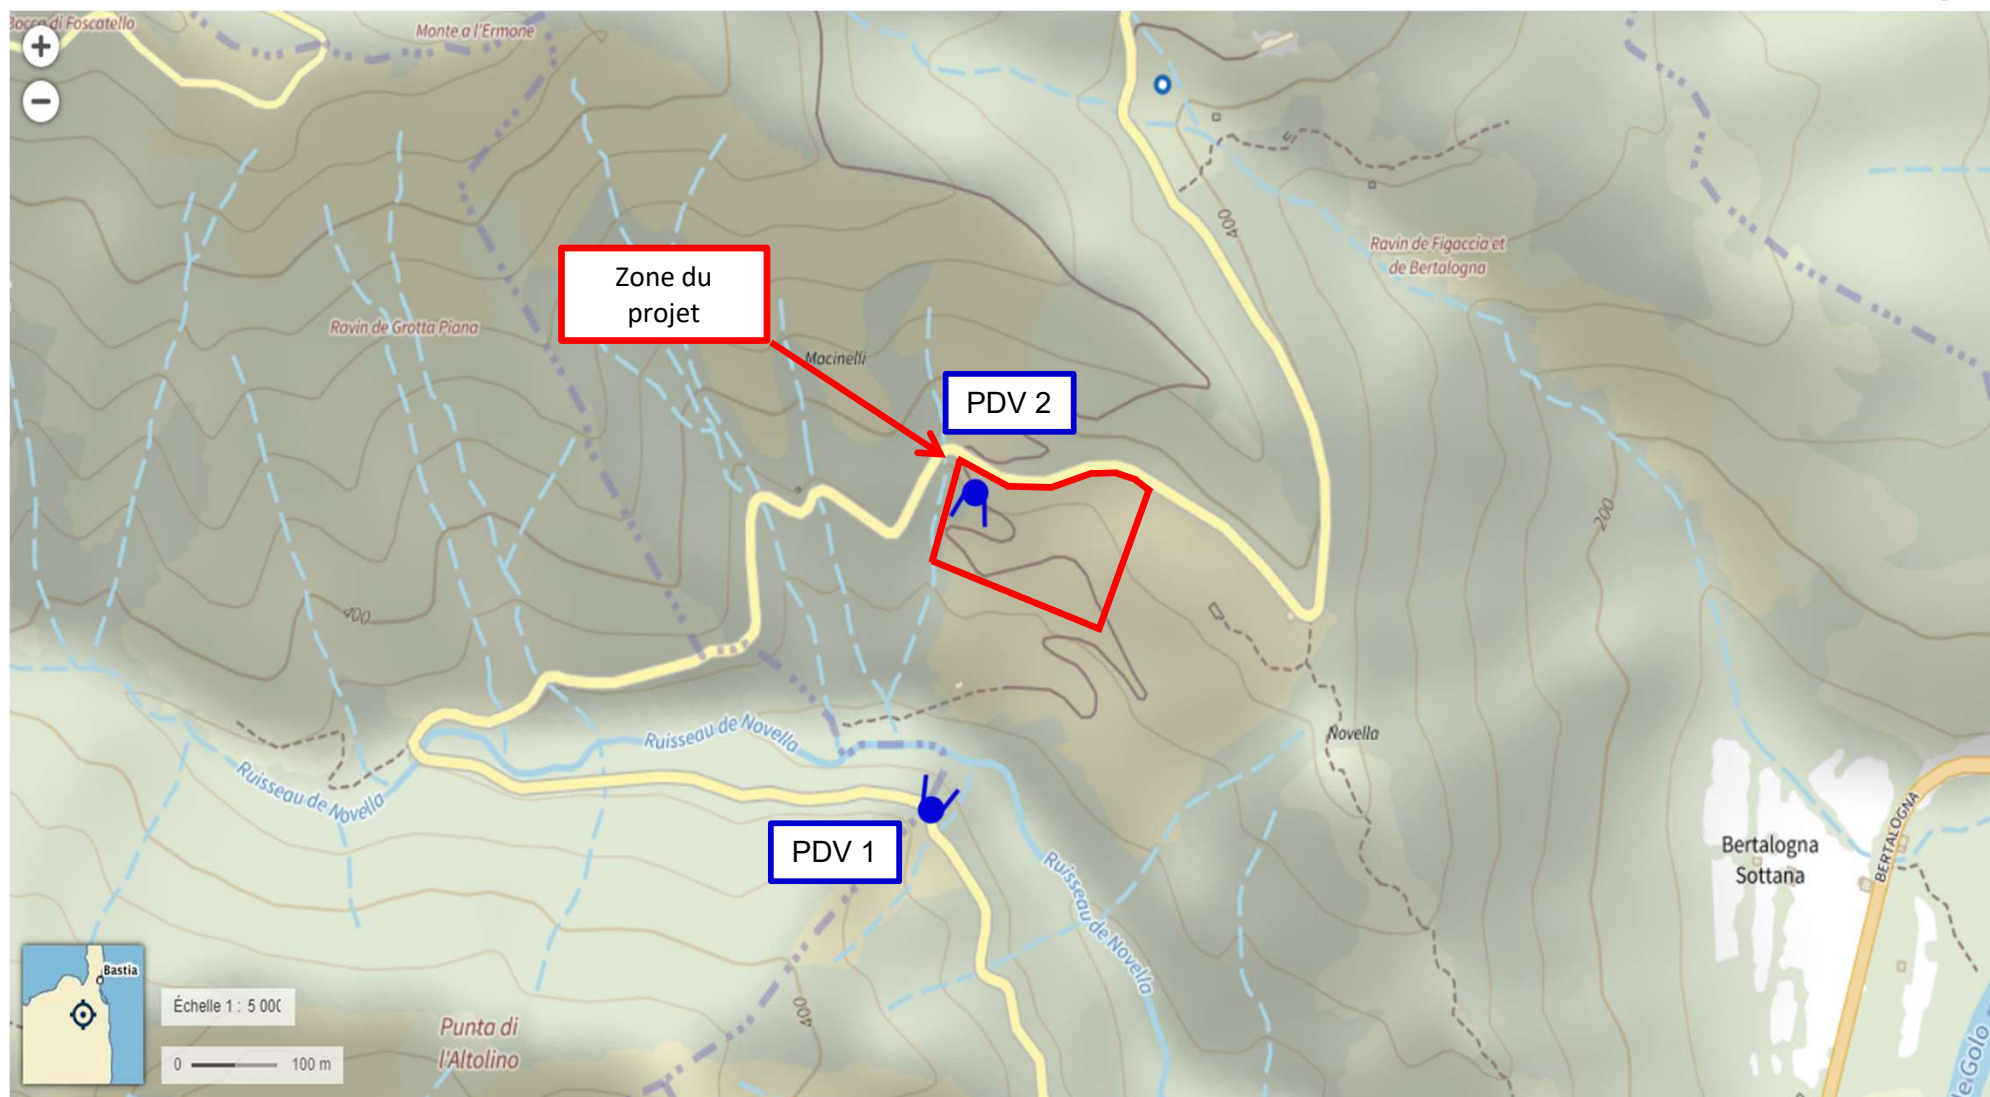 Bocca di Foscatello
Monte a l'Ermone
+
−
400
Ravin de Figaccia et
de Bertalogna
Zone du
projet
Ravin de Grotta Piana
Macinelli
PDV 2
200
400
Ruisseau de Novella
Novella
Ruisseau de Novella
PDV 1
BERTALOGNA
Bertalogna
Sottana
Ruisseau de Novella
Bastia
Échelle 1 : 5 000
400
Punta di
l'Altolino
0
100 m
de Golo